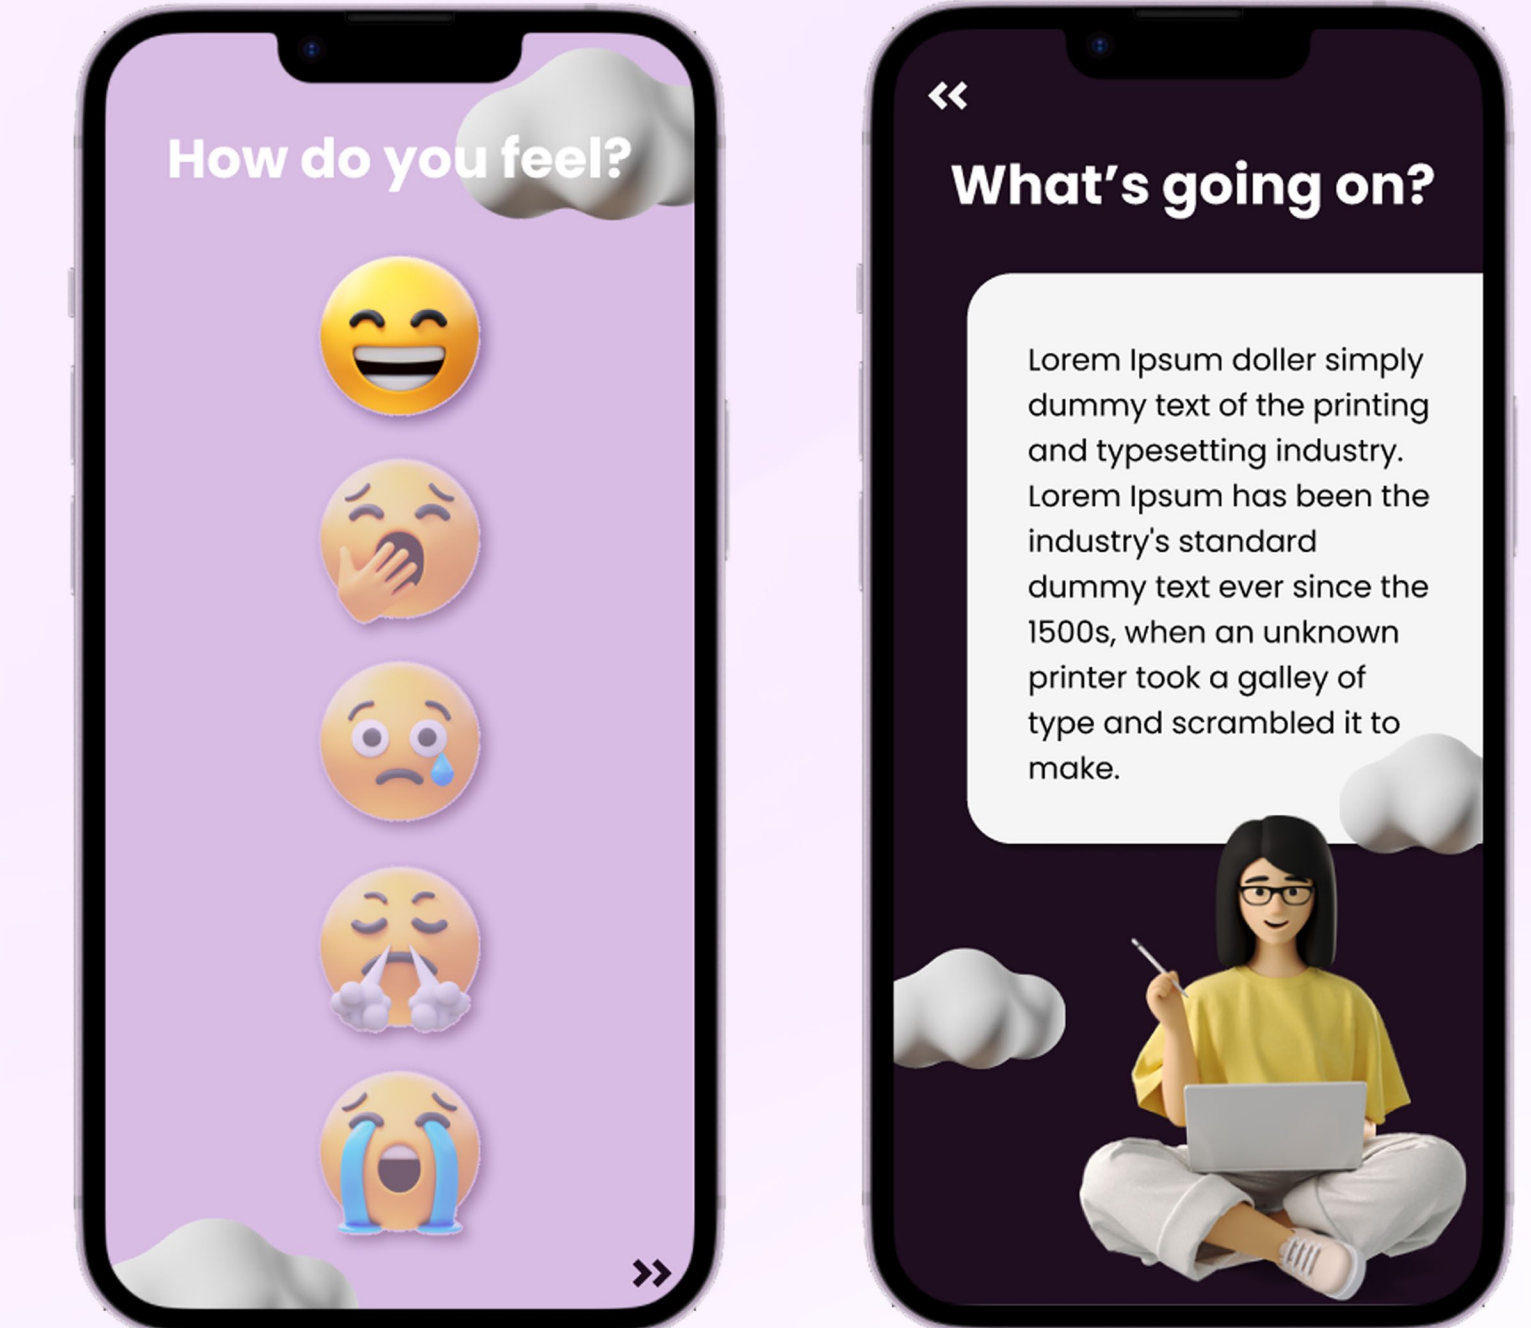 How do you feel?
What’s going on?
Lorem Ipsum doller simply
dummy text of the printing
and typesetting industry.
Lorem Ipsum has been the
industry's standard
dummy text ever since the
1500s, when an unknown
printer took a galley of
type and scrambled it to
make.